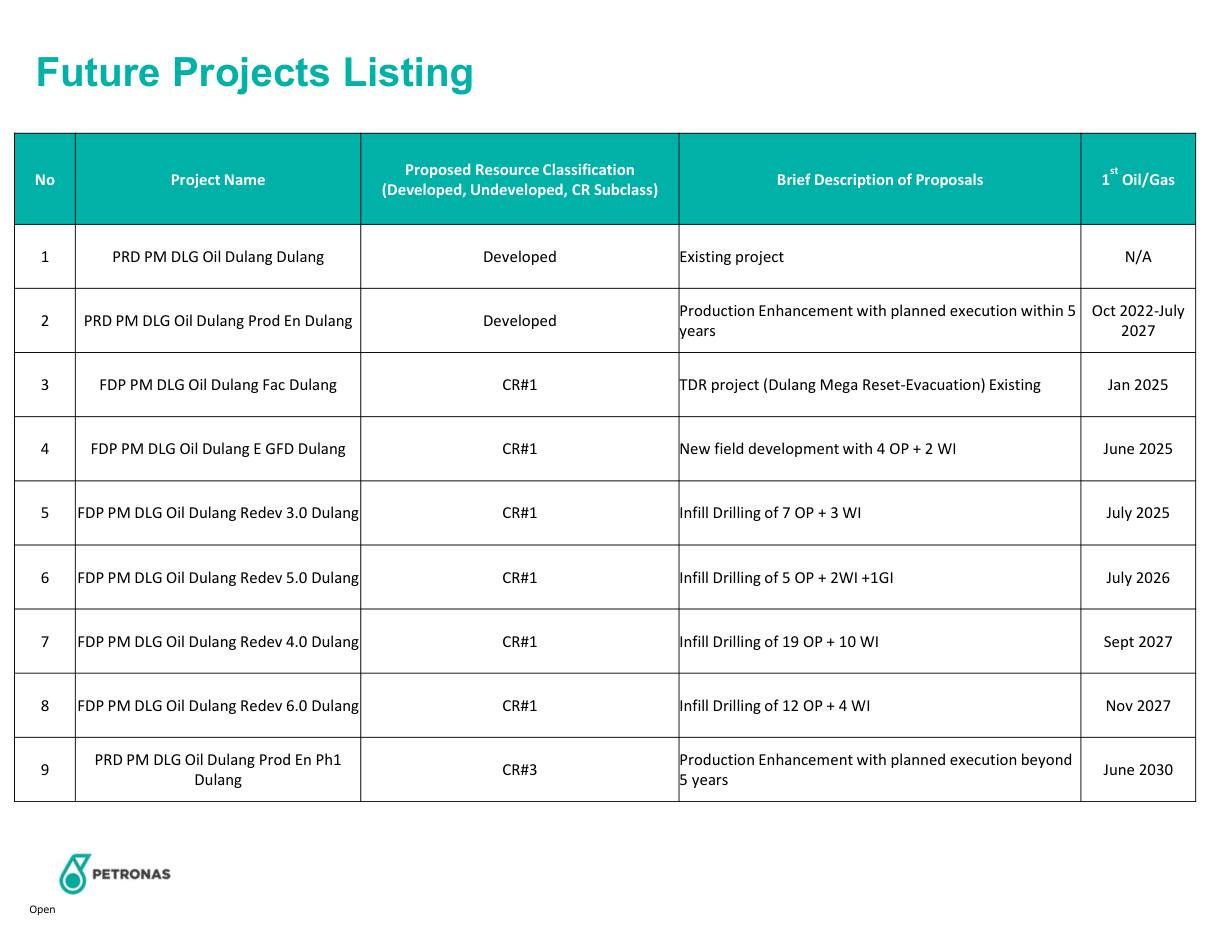 Future Projects Listing
No
Project Name
Proposed Resource Classification
(Developed, Undeveloped, CR Subclass)
Brief Description of Proposals
1st Oil/Gas
1
PRD PM DLG Oil Dulang Dulang
Developed
Existing project
N/A
2
PRD PM DLG Oil Dulang Prod En Dulang
Developed
Production Enhancement with planned execution within 5
years
Oct 2022-July
2027
3
FDP PM DLG Oil Dulang Fac Dulang
CR#1
TDR project (Dulang Mega Reset-Evacuation) Existing
Jan 2025
4
FDP PM DLG Oil Dulang E GFD Dulang
CR#1
New field development with 4 OP + 2 WI
June 2025
5
FDP PM DLG Oil Dulang Redev 3.0 Dulang
CR#1
Infill Drilling of 7 OP + 3 WI
July 2025
6
FDP PM DLG Oil Dulang Redev 5.0 Dulang
CR#1
Infill Drilling of 5 OP + 2WI +1GI
July 2026
7
FDP PM DLG Oil Dulang Redev 4.0 Dulang
CR#1
Infill Drilling of 19 OP + 10 WI
Sept 2027
8
FDP PM DLG Oil Dulang Redev 6.0 Dulang
CR#1
Infill Drilling of 12 OP + 4 WI
Nov 2027
9
PRD PM DLG Oil Dulang Prod En Ph1
Dulang
CR#3
Production Enhancement with planned execution beyond
5 years
June 2030
PETRONAS
Open